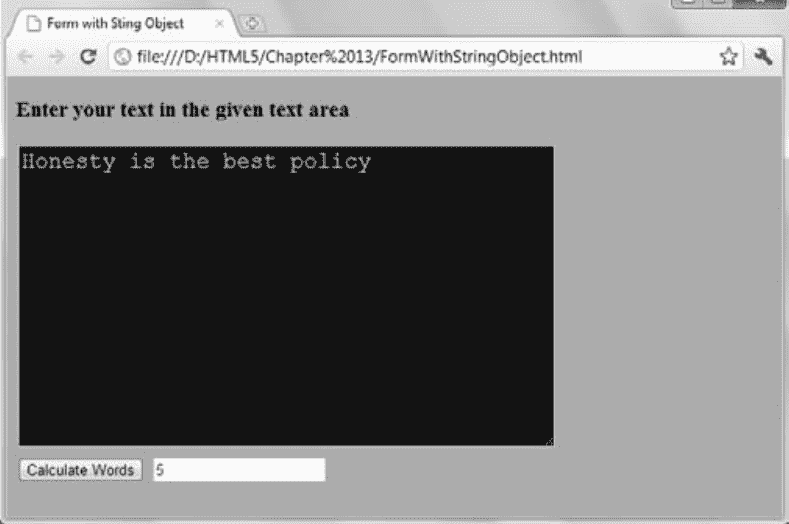 Form with Sting Object
file:///D:/HTML5/Chapter%2013/FormWithStringObject.html
Enter your text in the given text area
Honesty is the best policy
Calculate Words 5